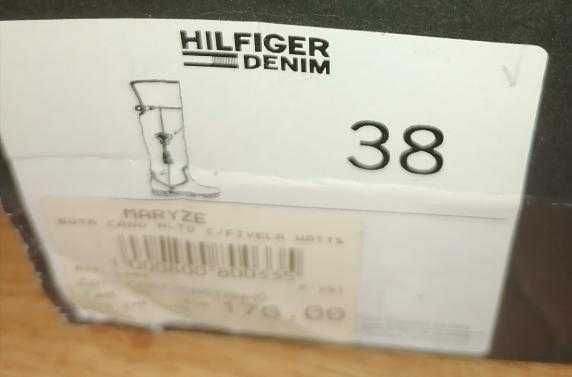 HILFIGER
DENIM
38
MARYZE
BOTA CANO ALTO C/FIVELA WATTS
170.00